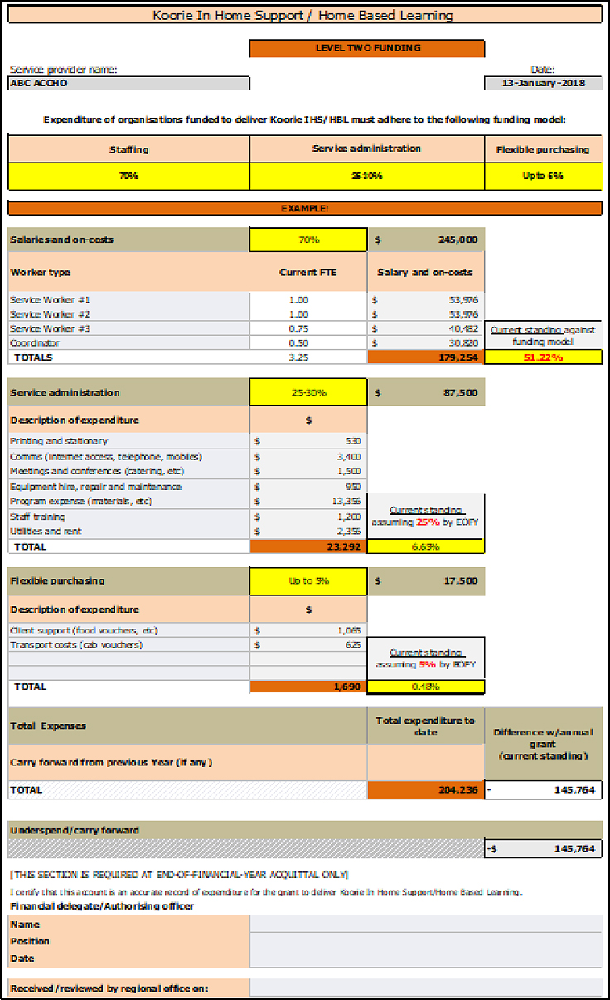 Koorie In Home Support / Home Based Learning
LEVEL TWO FUNDING
Service provider name: Date:
ABC ACCHO 13-January-2018
Expenditure of organisations funded to deliver Koorie IHS/HBL must adhere to the following funding model:
Staffing Service administration Flexible purchasing
70% 25-30% Up to 5%
EXAMPLE:
Salaries and on-costs 70% $ 245,000
Worker type Current FTE Salary and on-costs
Service Worker #1 1.00 $ 53,976
Service Worker #2 1.00 $ 53,976
Service Worker #3 0.75 $ 40,482
Coordinator 0.50 $ 30,820
Current standing against
funding model
TOTALS 3.25 179,254 51.22%
Service administration 25-30% $ 87,500
Description of expenditure $
Printing and stationary $ 530
Comms (internet access, telephone, mobiles) $ 3,400
Meetings and conferences (catering, etc) $ 1,500
Equipment hire, repair and maintenance $ 950
Program expense (materials, etc) $ 13,356
Staff training $ 1,200
Utilities and rent $ 2,356
Current standing
assuming 25% by EOFY
TOTAL 23,292 6.65%
Flexible purchasing Up to 5% $ 17,500
Description of expenditure $
Client support (food vouchers, etc) $ 1,065
Transport costs (cab vouchers) $ 625
Current standing
assuming 5% by EOFY
TOTAL 1,690 0.48%
Total Expenses Total expenditure to
date
Difference w/annual
grant
(current standing)
Carry forward from previous Year (if any)
TOTAL 204,236 - 145,764
Underspend/carry forward
-$ 145,764
[THIS SECTION IS REQUIRED AT END-OF-FINANCIAL-YEAR ACQUITTAL ONLY]
I certify that this account is an accurate record of expenditure for the grant to deliver Koorie In Home Support/Home Based Learning.
Financial delegate/Authorising officer
Name
Position
Date
Received/reviewed by regional office on: